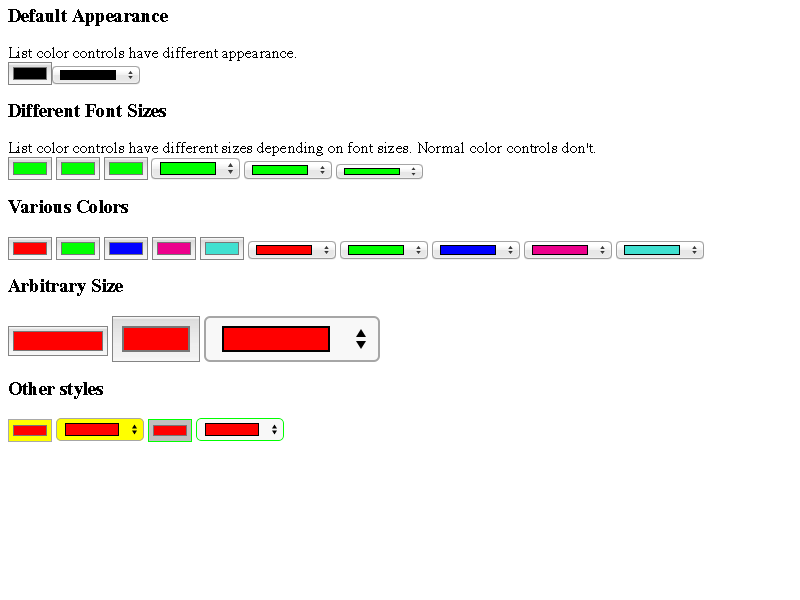 Default Appearance
List color controls have different appearance.
Different Font Sizes
List color controls have different sizes depending on font sizes. Normal color controls don't.
Various Colors
Arbitrary Size
Other styles